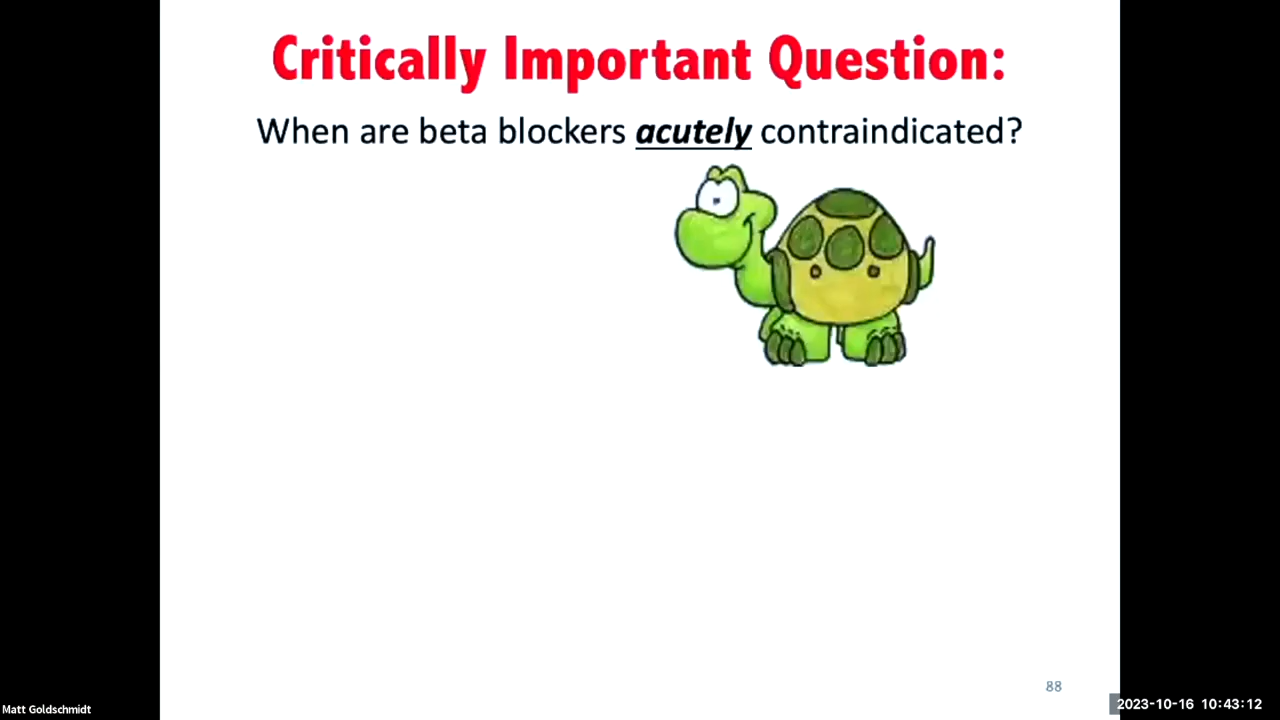 Critically Important Question:
When are beta blockers acutely contraindicated?
88
Matt Goldschmidt
2023-10-16 10:43:12